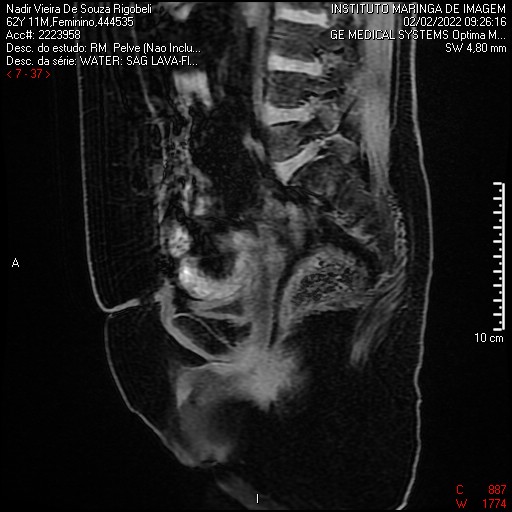 Nadir Vieira De Souza Rigobeli
62Y 11M,Feminino,444535
Acc#: 2223958
Desc. do estudo: RM Pelve (Nao Inclu...
Desc. da série: WATER: SAG LAVA-Fl...
< 7 - 37 >
INSTITUTO MARINGA DE IMAGEM
02/02/2022 09:26:16
GE MEDICAL SYSTEMS Optima M...
SW 4,80 mm
A
10 cm
I
C 887
W 1774